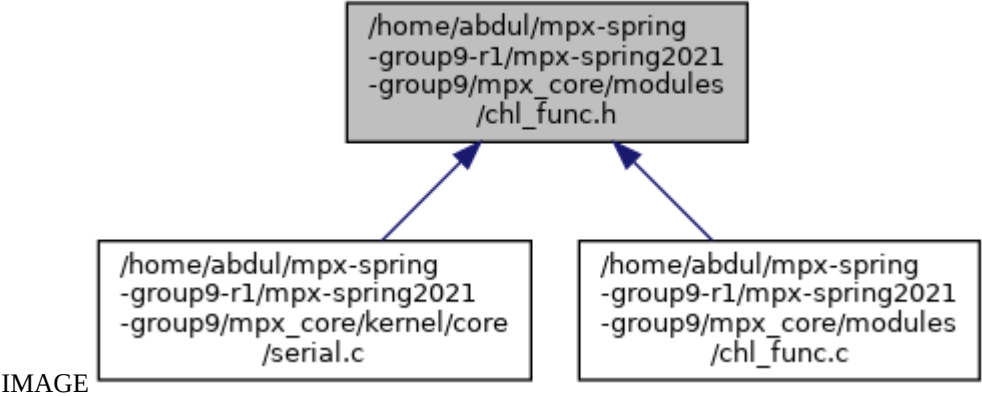 /home/abdul/mpx-spring
-group9-r1/mpx-spring2021
-group9/mpx_core/modules
/chl_func.h
/home/abdul/mpx-spring
-group9-r1/mpx-spring2021
-group9/mpx_core/kernel/core
/serial.c
/home/abdul/mpx-spring
-group9-r1/mpx-spring2021
-group9/mpx_core/modules
/chl_func.c
IMAGE